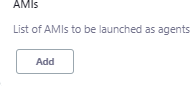 AMIs
List of AMIs to be launched as agents
Add